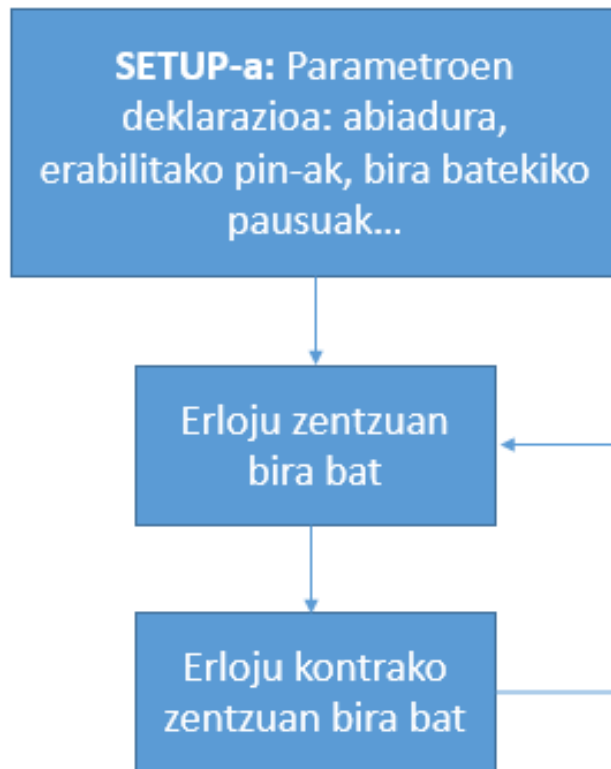 SETUP-a: Parametroen
deklarazioa: abiadura,
erabilitako pin-ak, bira batekiko
pausuak...
Erloju zentzuan
bira bat
Erloju kontrako
zentzuan bira bat